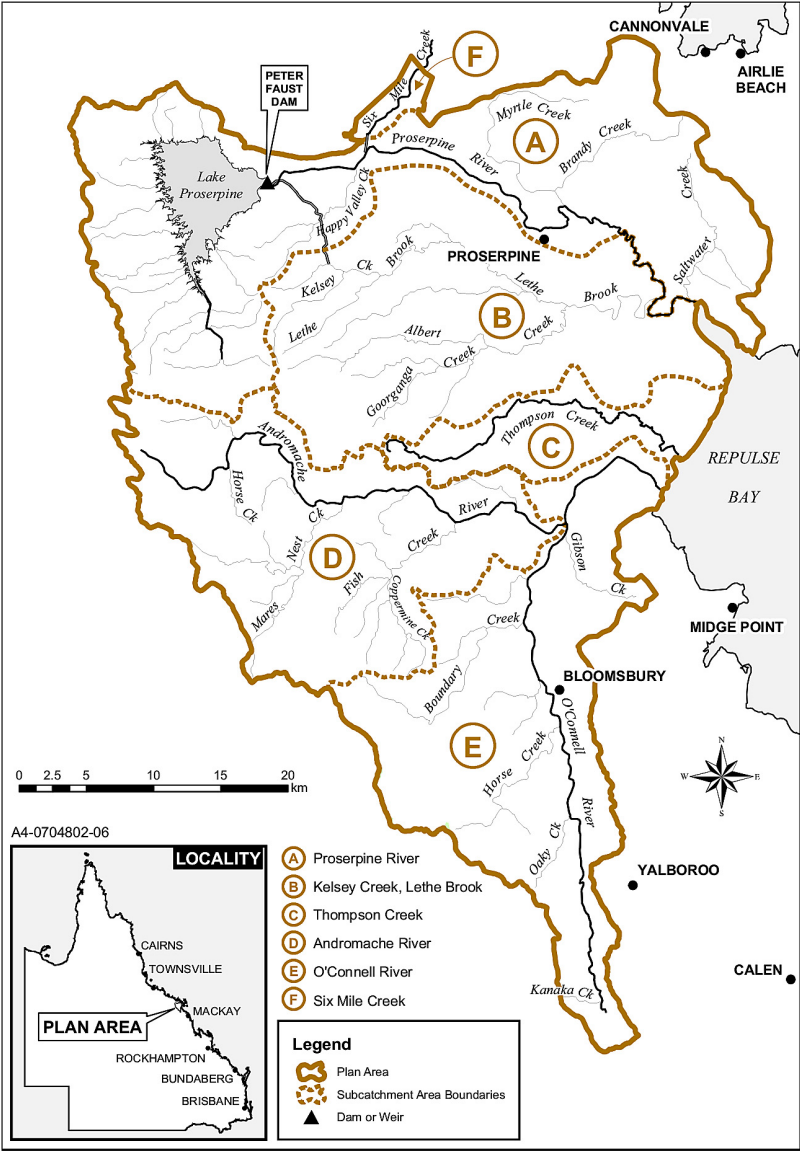 CANNONVALE
AIRLIE
BEACH
F
PETER
FAUST
DAM
Six Mile Creek
Myrtle Creek
A
Brandy Creek
Proserpine River
Lake
Proserpine
Happy Valley Ck
Creek
Saltwater
PROSERPINE
Kelsey Ck
Lethe Brook
Lethe Brook
B
Albert
Creek
Goorganga Creek
Thompson Creek
C
REPULSE
BAY
Andromache River
Horse Ck
Mares Nest Ck
D
Fish Creek
Coppermine Ck
Gibson Ck
MIDGE POINT
Boundary Creek
BLOOMSBURY
E
O'Connell River
Horse Creek
Oaky Ck
N
W E
S
0 2.5 5 10 15 20
km
YALBOROO
CALEN
Kanaka Ck
A4-0704802-06
LOCALITY
CAIRNS
TOWNSVILLE
MACKAY
PLAN AREA
ROCKHAMPTON
BUNDABERG
BRISBANE
A Proserpine River
B Kelsey Creek, Lethe Brook
C Thompson Creek
D Andromache River
E O'Connell River
F Six Mile Creek
Legend
Plan Area
Subcatchment Area Boundaries
Dam or Weir